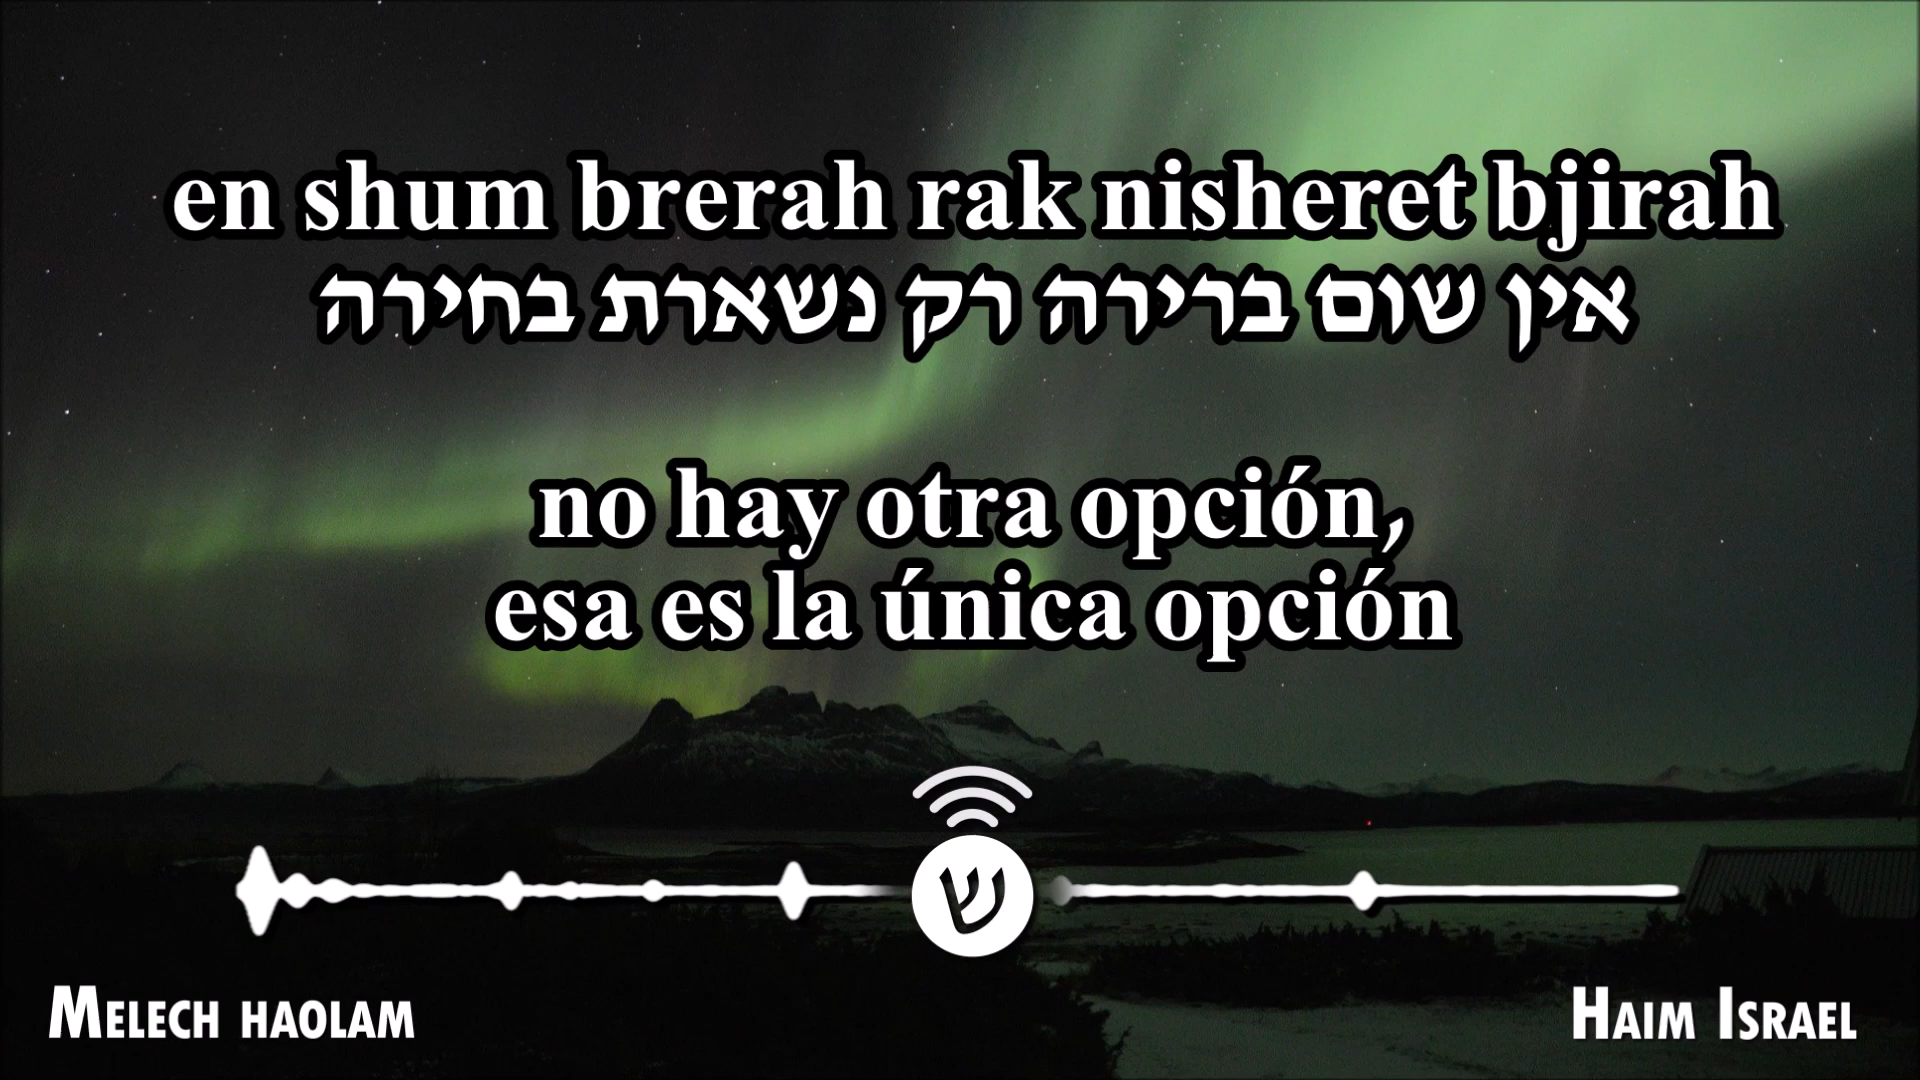 en shum brerah rak nisheret bjirah
אין שום ברירה רק נשארת בחירה
no hay otra opción,
esa es la única opción
ש
MELECH HAOLAM
HAIM ISRAEL